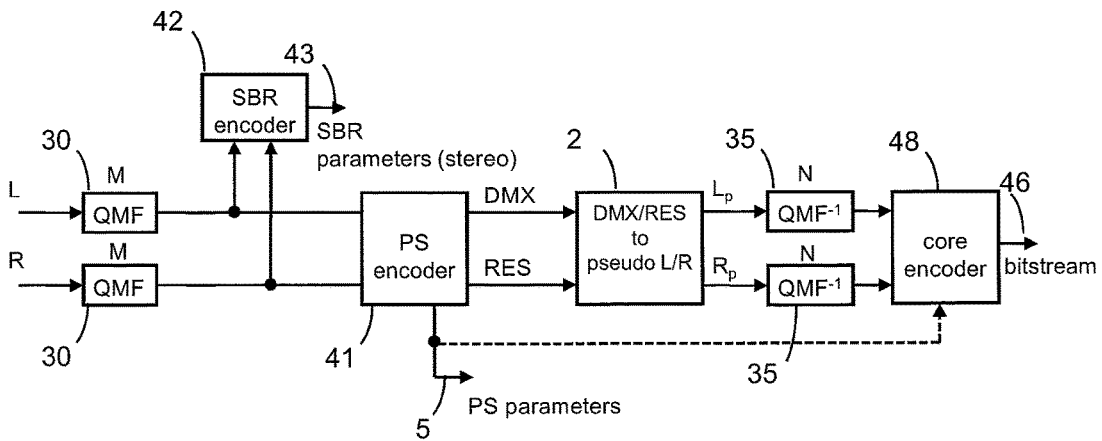 42
43
SBR
encoder
SBR
parameters (stereo)
30
M
L
QMF
R
M
QMF
30
PS
encoder
41
DMX
RES
2
DMX/RES
to
pseudo L/R
Lp
Rp
35
N
QMF-1
N
QMF-1
35
48
core
encoder
46
bitstream
5
PS parameters